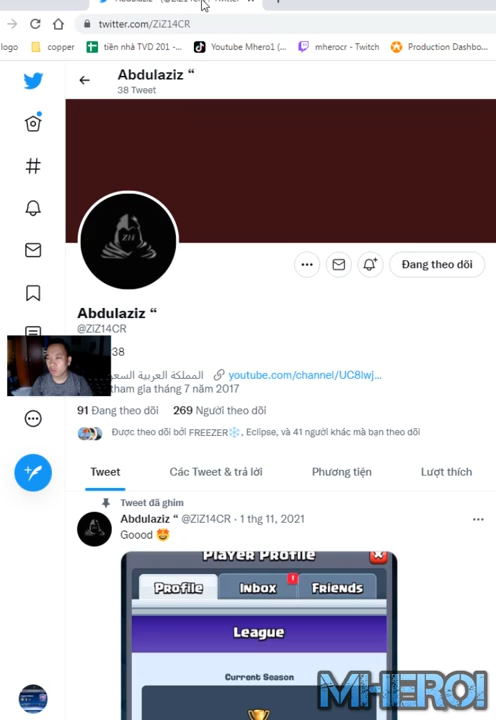 twitter.com/ZiZ14CR
logo
copper
tiền nhà TVD 201 -...
Youtube Mhero1 (...
mherocr - Twitch
Production Dashbo...
Abdulaziz “
38 Tweet
ZH
Đang theo dõi
Abdulaziz “
@ZiZ14CR
38
المملكة العربية السعو
youtube.com/channel/UC8lwj...
tham gia tháng 7 năm 2017
91 Đang theo dõi 269 Người theo dõi
Được theo dõi bởi FREEZER❄️, Eclipse, và 41 người khác mà bạn theo dõi
Tweet
Các Tweet & trả lời
Phương tiện
Lượt thích
Tweet đã ghim
Abdulaziz “ @ZiZ14CR · 1 thg 11, 2021
Goood 🤩
Player Profile
Profile
Inbox
Friends
League
Current Season
MHEROI